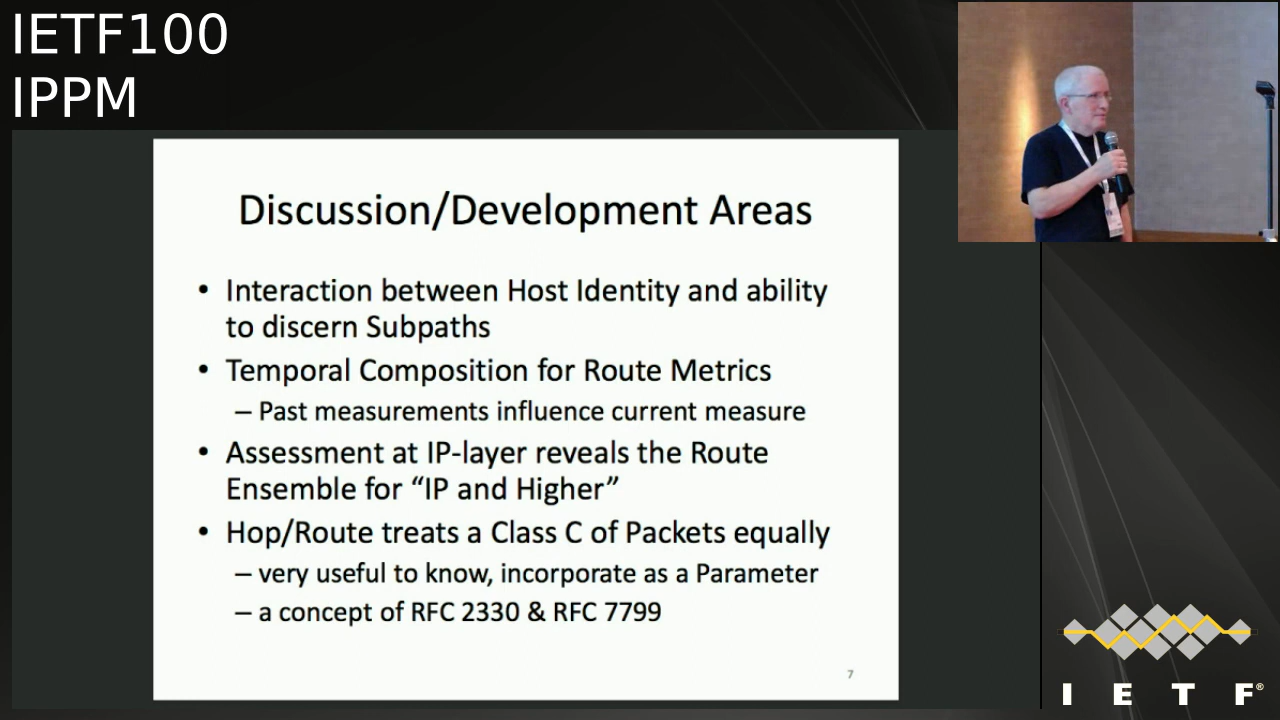 IETF100
IPPM
Discussion/Development Areas
• Interaction between Host Identity and ability
to discern Subpaths
• Temporal Composition for Route Metrics
– Past measurements influence current measure
• Assessment at IP-layer reveals the Route
Ensemble for “IP and Higher”
• Hop/Route treats a Class C of Packets equally
– very useful to know, incorporate as a Parameter
– a concept of RFC 2330 & RFC 7799
7
I E T F®